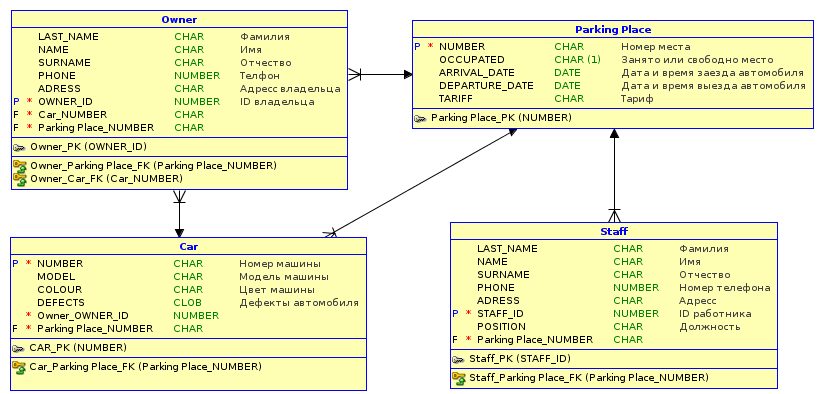 Owner
LAST_NAME CHAR Фамилия
NAME CHAR Имя
SURNAME CHAR Отчество
PHONE NUMBER Телфон
ADRESS CHAR Адрес владельца
P * OWNER_ID NUMBER ID владельца
F * Car_NUMBER CHAR
F * Parking Place_NUMBER CHAR
Owner_PK (OWNER_ID)
Owner_Parking Place_FK (Parking Place_NUMBER)
Owner_Car_FK (Car_NUMBER)
Parking Place
P * NUMBER CHAR Номер места
OCCUPATED CHAR (1) Занято или свободно место
ARRIVAL_DATE DATE Дата и время заезда автомобиля
DEPARTURE_DATE DATE Дата и время выезда автомобиля
TARIFF CHAR Тариф
Parking Place_PK (NUMBER)
Car
P * NUMBER CHAR Номер машины
MODEL CHAR Модель машины
COLOUR CHAR Цвет машины
DEFECTS CLOB Дефекты автомобиля
* Owner_OWNER_ID NUMBER
F * Parking Place_NUMBER CHAR
CAR_PK (NUMBER)
Car_Parking Place_FK (Parking Place_NUMBER)
Staff
LAST_NAME CHAR Фамилия
NAME CHAR Имя
SURNAME CHAR Отчество
PHONE NUMBER Номер телефона
ADRESS CHAR Адресс
P * STAFF_ID NUMBER ID работника
POSITION CHAR Должность
F * Parking Place_NUMBER CHAR
Staff_PK (STAFF_ID)
Staff_Parking Place_FK (Parking Place_NUMBER)